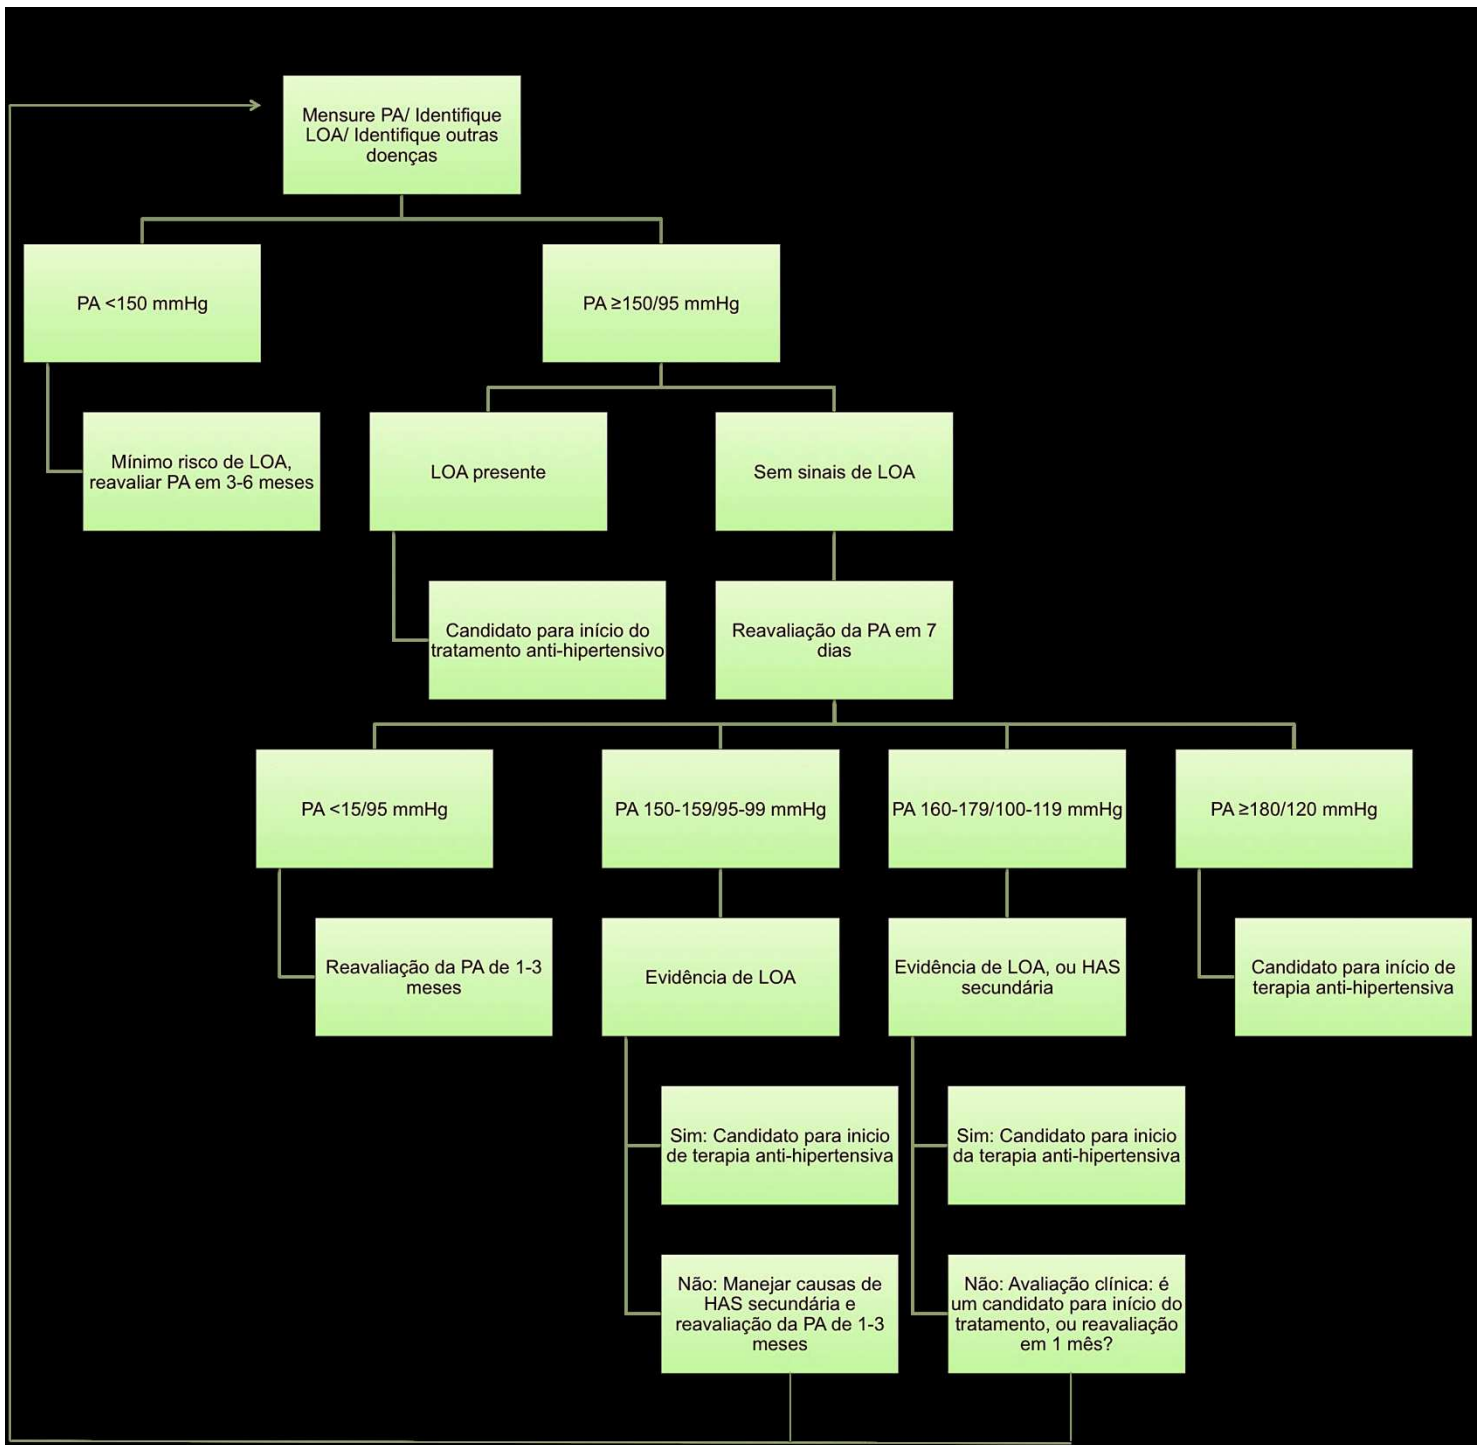 Mensure PA/ Identifique
LOA/ Identifique outras
doenças
PA <150 mmHg
PA ≥150/95 mmHg
Mínimo risco de LOA,
reavaliar PA em 3-6 meses
LOA presente
Sem sinais de LOA
Candidato para início do
tratamento anti-hipertensivo
Reavaliação da PA em 7
dias
PA <15/95 mmHg
PA 150-159/95-99 mmHg
PA 160-179/100-119 mmHg
PA ≥180/120 mmHg
Reavaliação da PA de 1-3
meses
Evidência de LOA
Evidência de LOA, ou HAS
secundária
Candidato para início de
terapia anti-hipertensiva
Sim: Candidato para inicio
de terapia anti-hipertensiva
Sim: Candidato para inicio
da terapia anti-hipertensiva
Não: Manejar causas de
HAS secundária e
reavaliação da PA de 1-3
meses
Não: Avaliação clínica: é
um candidato para início do
tratamento, ou reavaliação
em 1 mês?